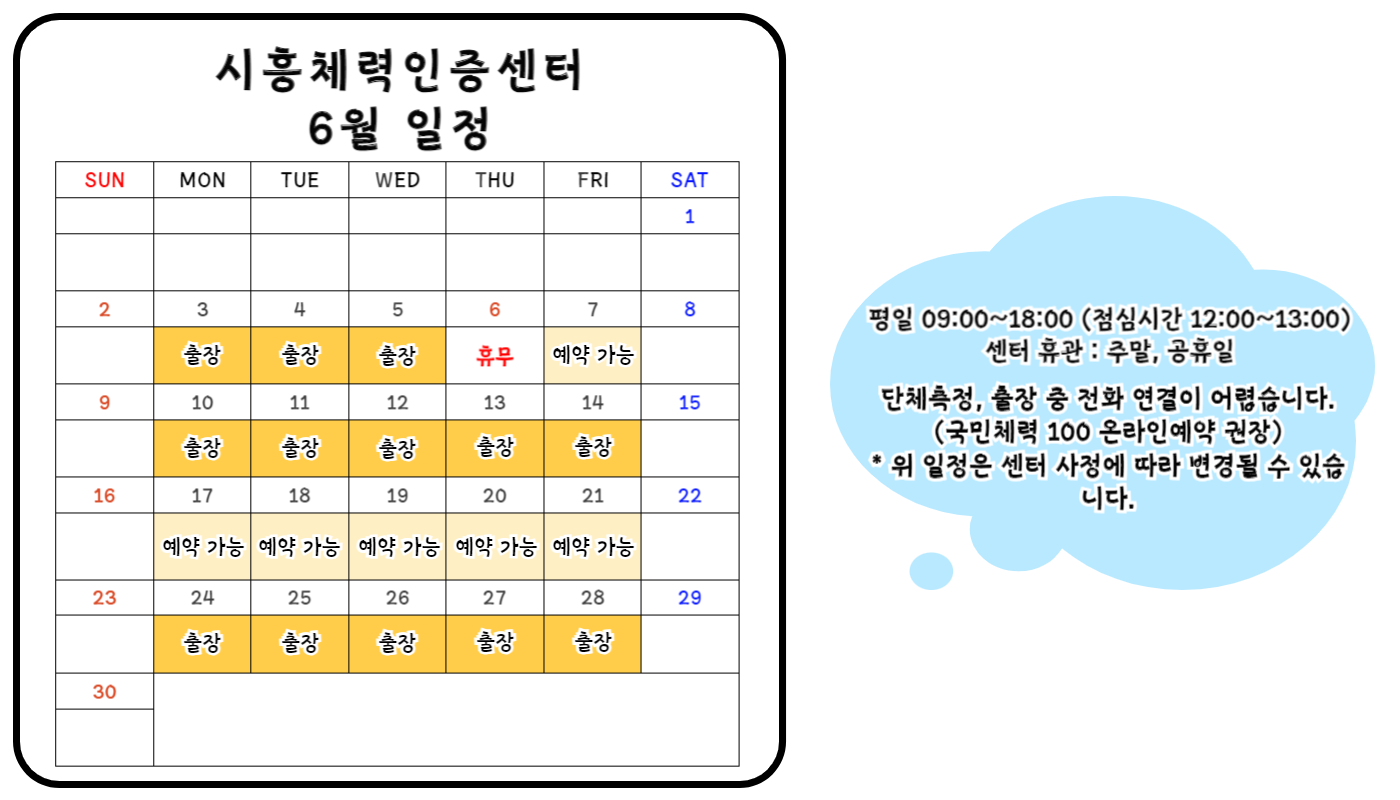 시흥체력인증센터
6월 일정
SUN MON TUE WED THU FRI SAT
1
2 3 4 5 6 7 8
출장 출장 출장 휴무 예약 가능
9 10 11 12 13 14 15
출장 출장 출장 출장 출장
16 17 18 19 20 21 22
예약 가능 예약 가능 예약 가능 예약 가능 예약 가능
23 24 25 26 27 28 29
출장 출장 출장 출장 출장
30
평일 09:00~18:00 (점심시간 12:00~13:00)
센터 휴관 : 주말, 공휴일
단체측정, 출장 중 전화 연결이 어렵습니다.
(국민체력 100 온라인예약 권장)
* 위 일정은 센터 사정에 따라 변경될 수 있습
니다.